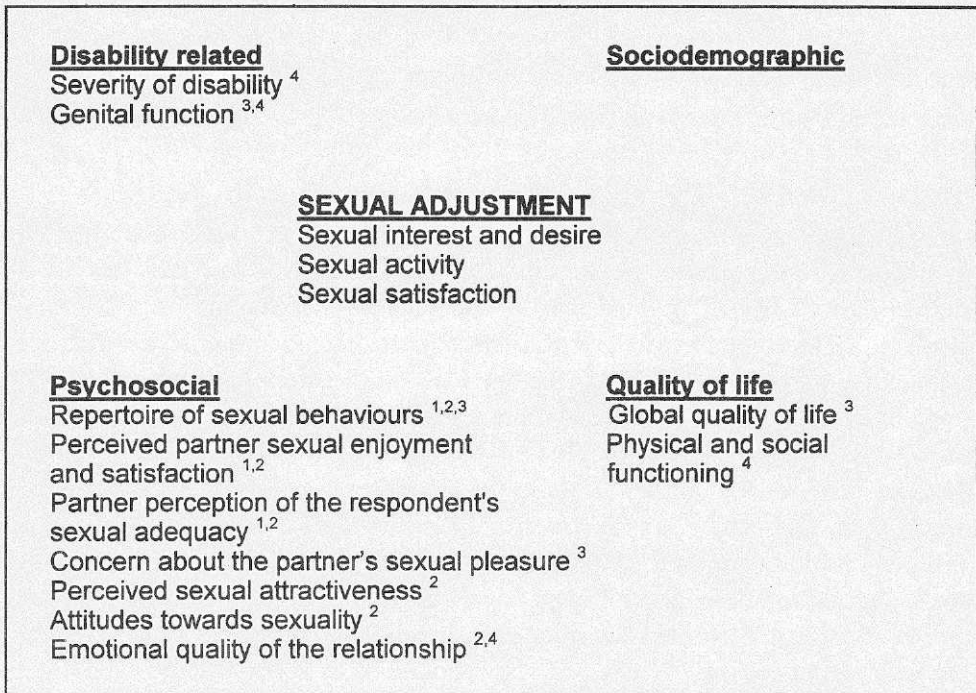 Disability related
Severity of disability 4
Genital function 3,4
Sociodemographic
SEXUAL ADJUSTMENT
Sexual interest and desire
Sexual activity
Sexual satisfaction
Psychosocial
Repertoire of sexual behaviours 1,2,3
Perceived partner sexual enjoyment
and satisfaction 1,2
Partner perception of the respondent's
sexual adequacy 1,2
Concern about the partner's sexual pleasure 3
Perceived sexual attractiveness 2
Attitudes towards sexuality 2
Emotional quality of the relationship 2,4
Quality of life
Global quality of life 3
Physical and social
functioning 4